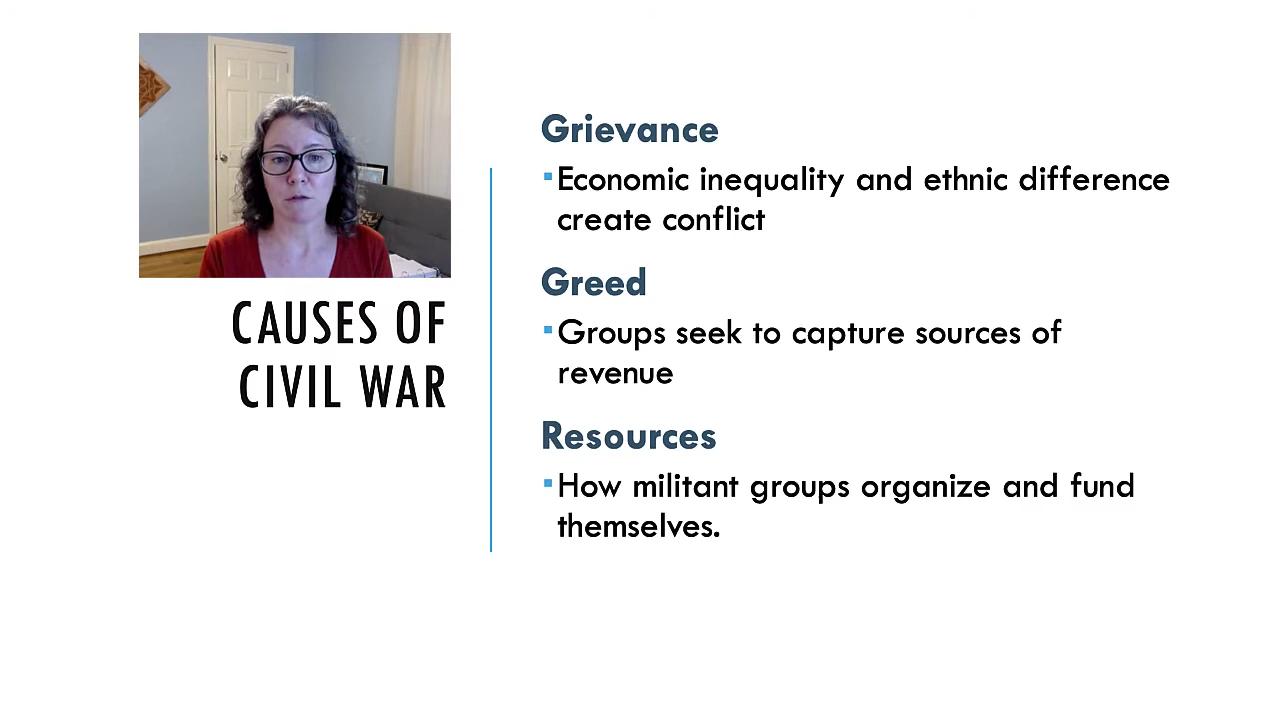 CAUSES OF
CIVIL WAR
Grievance
▪Economic inequality and ethnic difference
create conflict
Greed
▪Groups seek to capture sources of
revenue
Resources
▪How militant groups organize and fund
themselves.